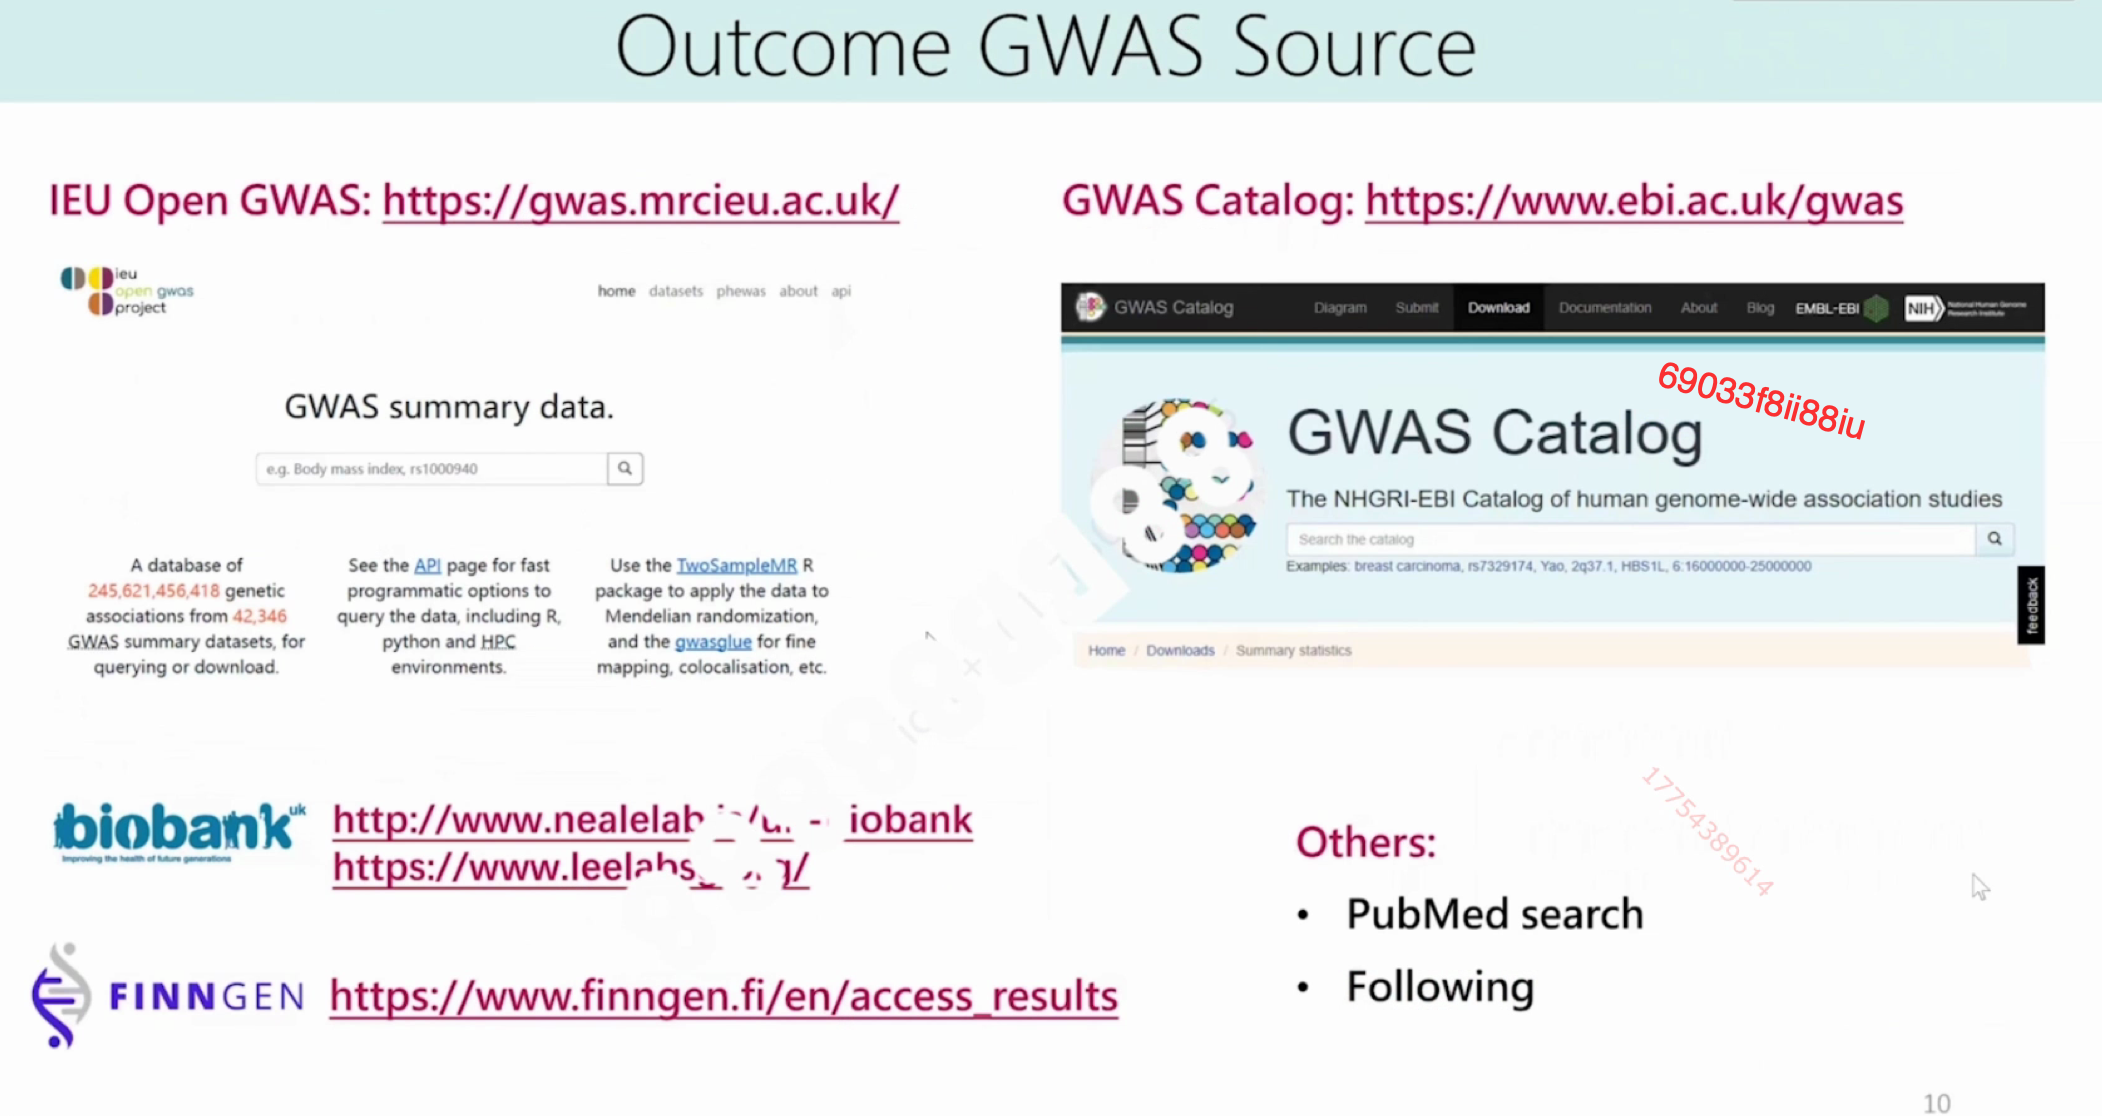 Outcome GWAS Source
IEU Open GWAS: https://gwas.mrcieu.ac.uk/
ieu
open gwas
project
home datasets phewas about api
GWAS summary data.
e.g. Body mass index, rs1000940
A database of
245,621,456,418 genetic
associations from 42,346
GWAS summary datasets, for
querying or download.
See the API page for fast
programmatic options to
query the data, including R,
python and HPC
environments.
Use the TwoSampleMR R
package to apply the data to
Mendelian randomization,
and the gwasglue for fine
mapping, colocalisation, etc.
GWAS Catalog: https://www.ebi.ac.uk/gwas
GWAS Catalog Diagram Submit Download Documentation About Blog EMBL-EBI NIH
National Human Genome
Research Institute
69033f8ii88iu
GWAS Catalog
The NHGRI-EBI Catalog of human genome-wide association studies
Search the catalog
Examples: breast carcinoma, rs7329174, Yao, 2q37.1, HBS1L, 6:16000000-25000000
feedback
Home / Downloads / Summary statistics
biobank uk
Improving the health of future generations
http://www.nealelab
https://www.leelabs
FINNGEN https://www.finngen.fi/en/access_results
Others:
• PubMed search
• Following
17754389614
10